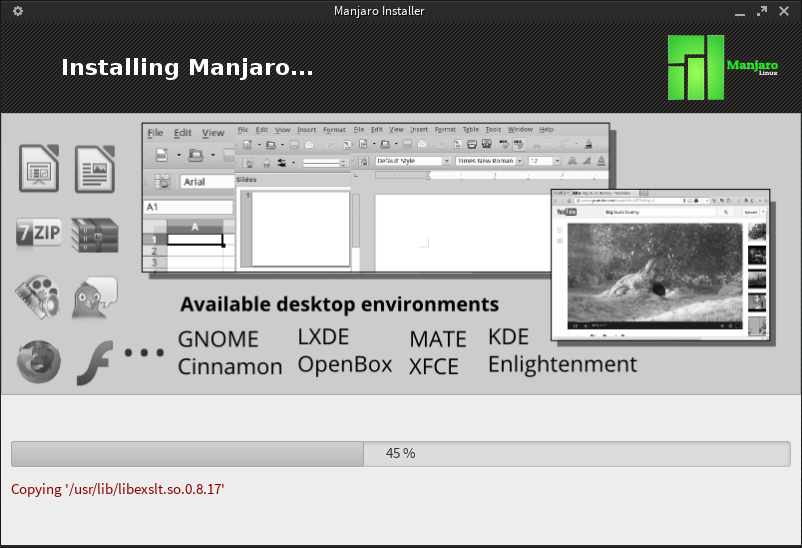 Manjaro Installer
Installing Manjaro...
Manjaro
Linux
File Edit View
File Edit View Insert Format
File Edit View Insert Format Table Tools Window Help
Arial
Default Style
Times New Roman
12
A1
Slides
1
A
1
2
3
7ZIP
YouTube
Big Buck Bunny
Upload
Available desktop environments
GNOME LXDE MATE KDE
Cinnamon OpenBox XFCE Enlightenment
45 %
Copying '/usr/lib/libexslt.so.0.8.17'